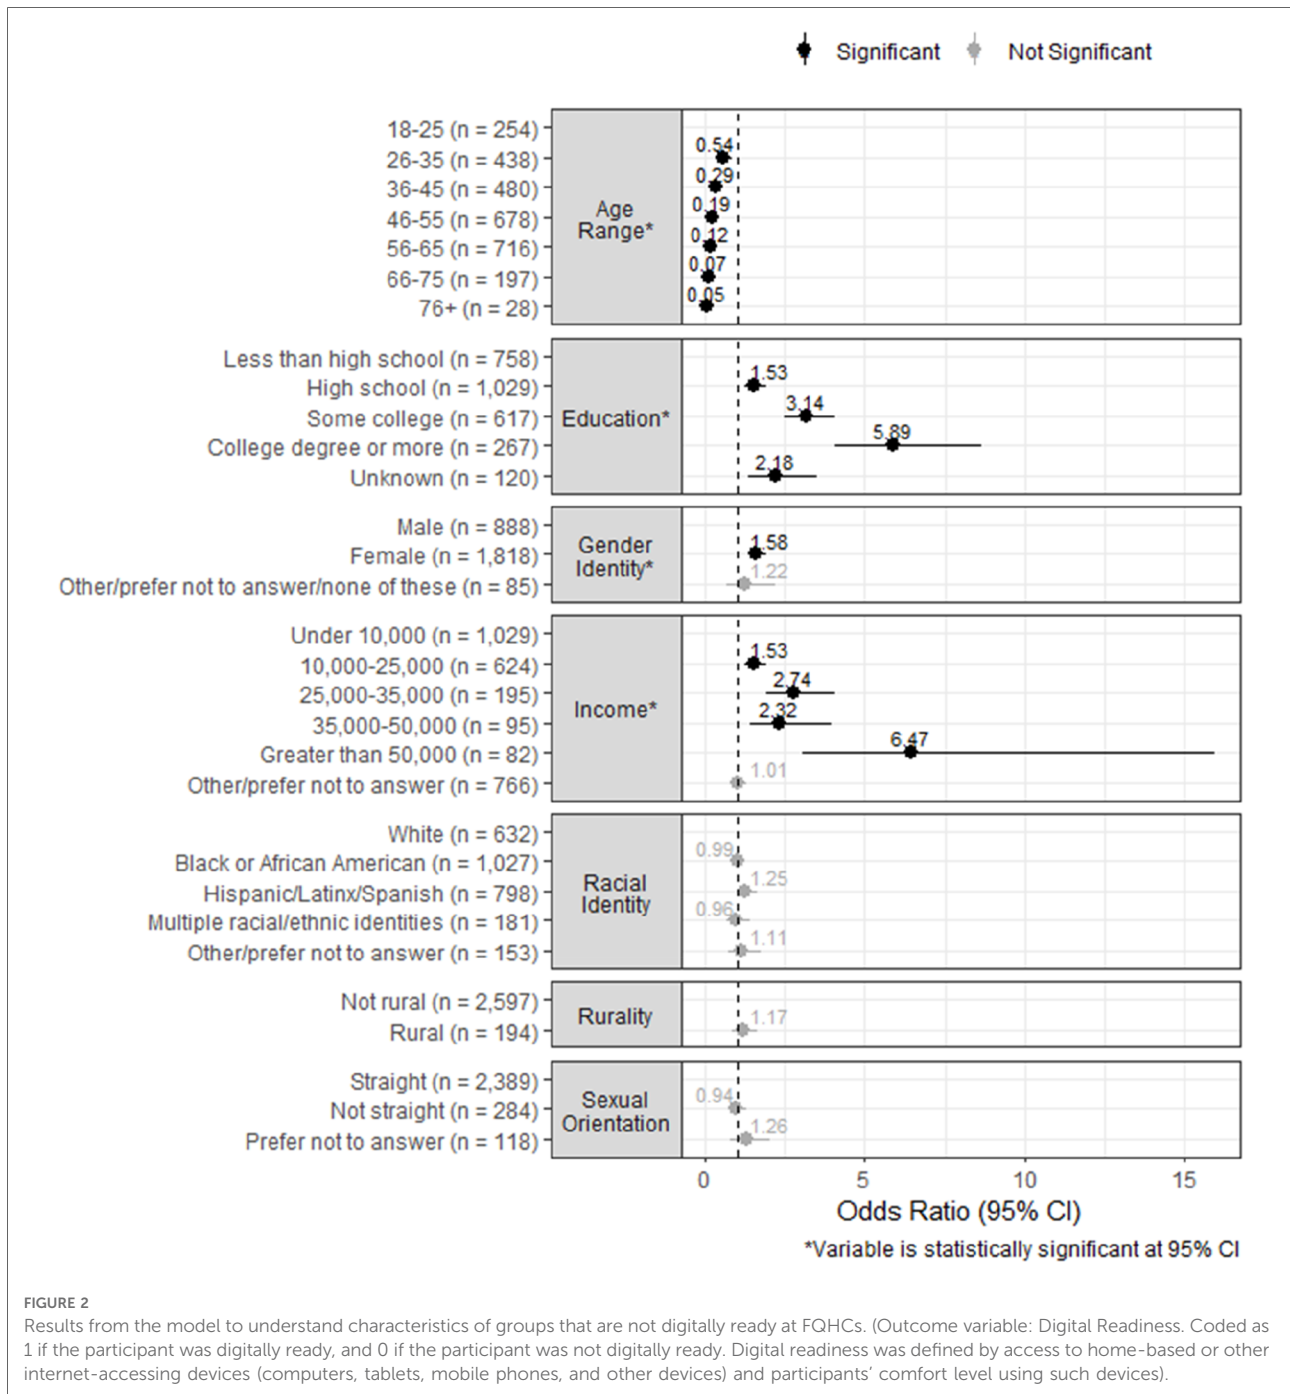 Significant Not Significant
18-25 (n = 254)
26-35 (n = 438)
36-45 (n = 480)
46-55 (n = 678)
56-65 (n = 716)
66-75 (n = 197)
76+ (n = 28)
Age
Range*
0.54
0.29
0.19
0.12
0.07
0.05
Less than high school (n = 758)
High school (n = 1,029)
Some college (n = 617)
College degree or more (n = 267)
Unknown (n = 120)
Education*
1.53
3.14
5.89
2.18
Male (n = 888)
Female (n = 1,818)
Other/prefer not to answer/none of these (n = 85)
Gender
Identity*
1.58
1.22
Under 10,000 (n = 1,029)
10,000-25,000 (n = 624)
25,000-35,000 (n = 195)
35,000-50,000 (n = 95)
Greater than 50,000 (n = 82)
Other/prefer not to answer (n = 766)
Income*
1.53
2.74
2.32
6.47
1.01
White (n = 632)
Black or African American (n = 1,027)
Hispanic/Latinx/Spanish (n = 798)
Multiple racial/ethnic identities (n = 181)
Other/prefer not to answer (n = 153)
Racial
Identity
0.99
1.25
0.96
1.11
Not rural (n = 2,597)
Rural (n = 194)
Rurality
1.17
Straight (n = 2,389)
Not straight (n = 284)
Prefer not to answer (n = 118)
Sexual
Orientation
0.94
1.26
0 5 10 15
Odds Ratio (95% CI)
*Variable is statistically significant at 95% CI
FIGURE 2
Results from the model to understand characteristics of groups that are not digitally ready at FQHCs. (Outcome variable: Digital Readiness. Coded as
1 if the participant was digitally ready, and 0 if the participant was not digitally ready. Digital readiness was defined by access to home-based or other
internet-accessing devices (computers, tablets, mobile phones, and other devices) and participants' comfort level using such devices).